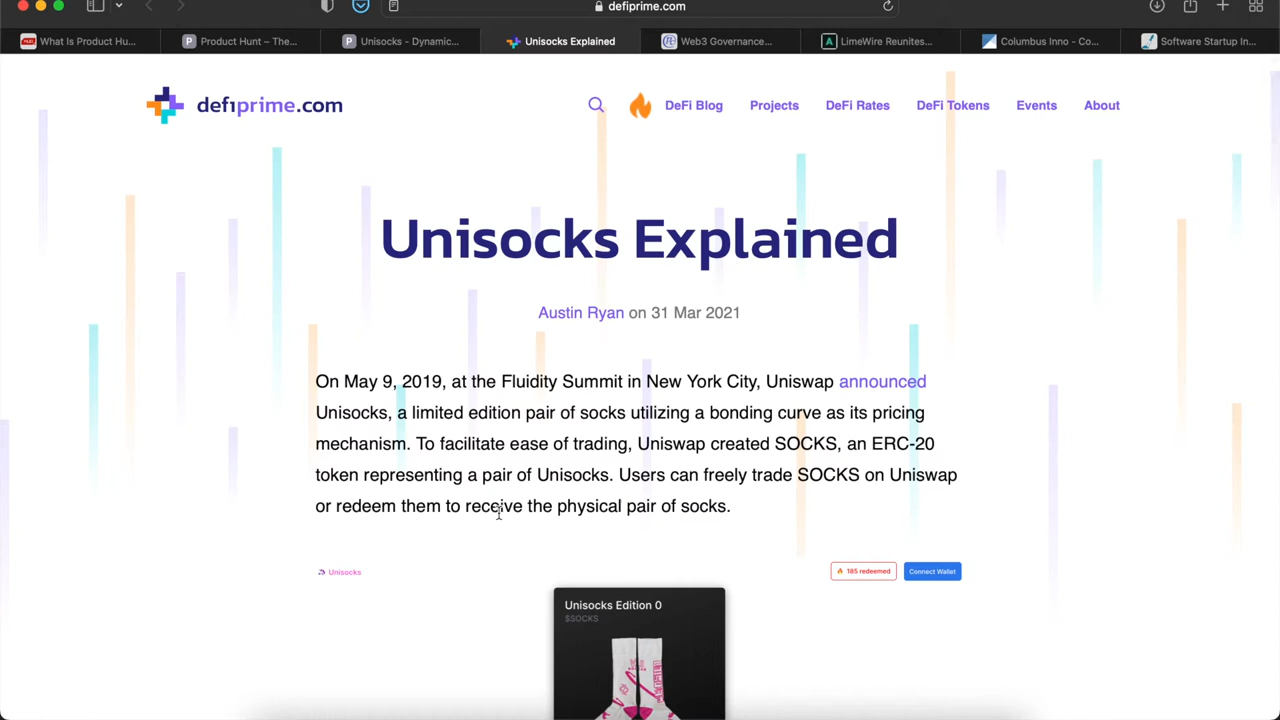 defiprime.com
What Is Product Hu...
Product Hunt – The...
Unisocks - Dynamic...
Unisocks Explained
Web3 Governance...
LimeWire Reunites...
Columbus Inno - Co...
Software Startup In...
defiprime.com
DeFi Blog
Projects
DeFi Rates
DeFi Tokens
Events
About
Unisocks Explained
Austin Ryan on 31 Mar 2021
On May 9, 2019, at the Fluidity Summit in New York City, Uniswap announced
Unisocks, a limited edition pair of socks utilizing a bonding curve as its pricing
mechanism. To facilitate ease of trading, Uniswap created SOCKS, an ERC-20
token representing a pair of Unisocks. Users can freely trade SOCKS on Uniswap
or redeem them to receive the physical pair of socks.
Unisocks
185 redeemed
Connect Wallet
Unisocks Edition 0
$SOCKS